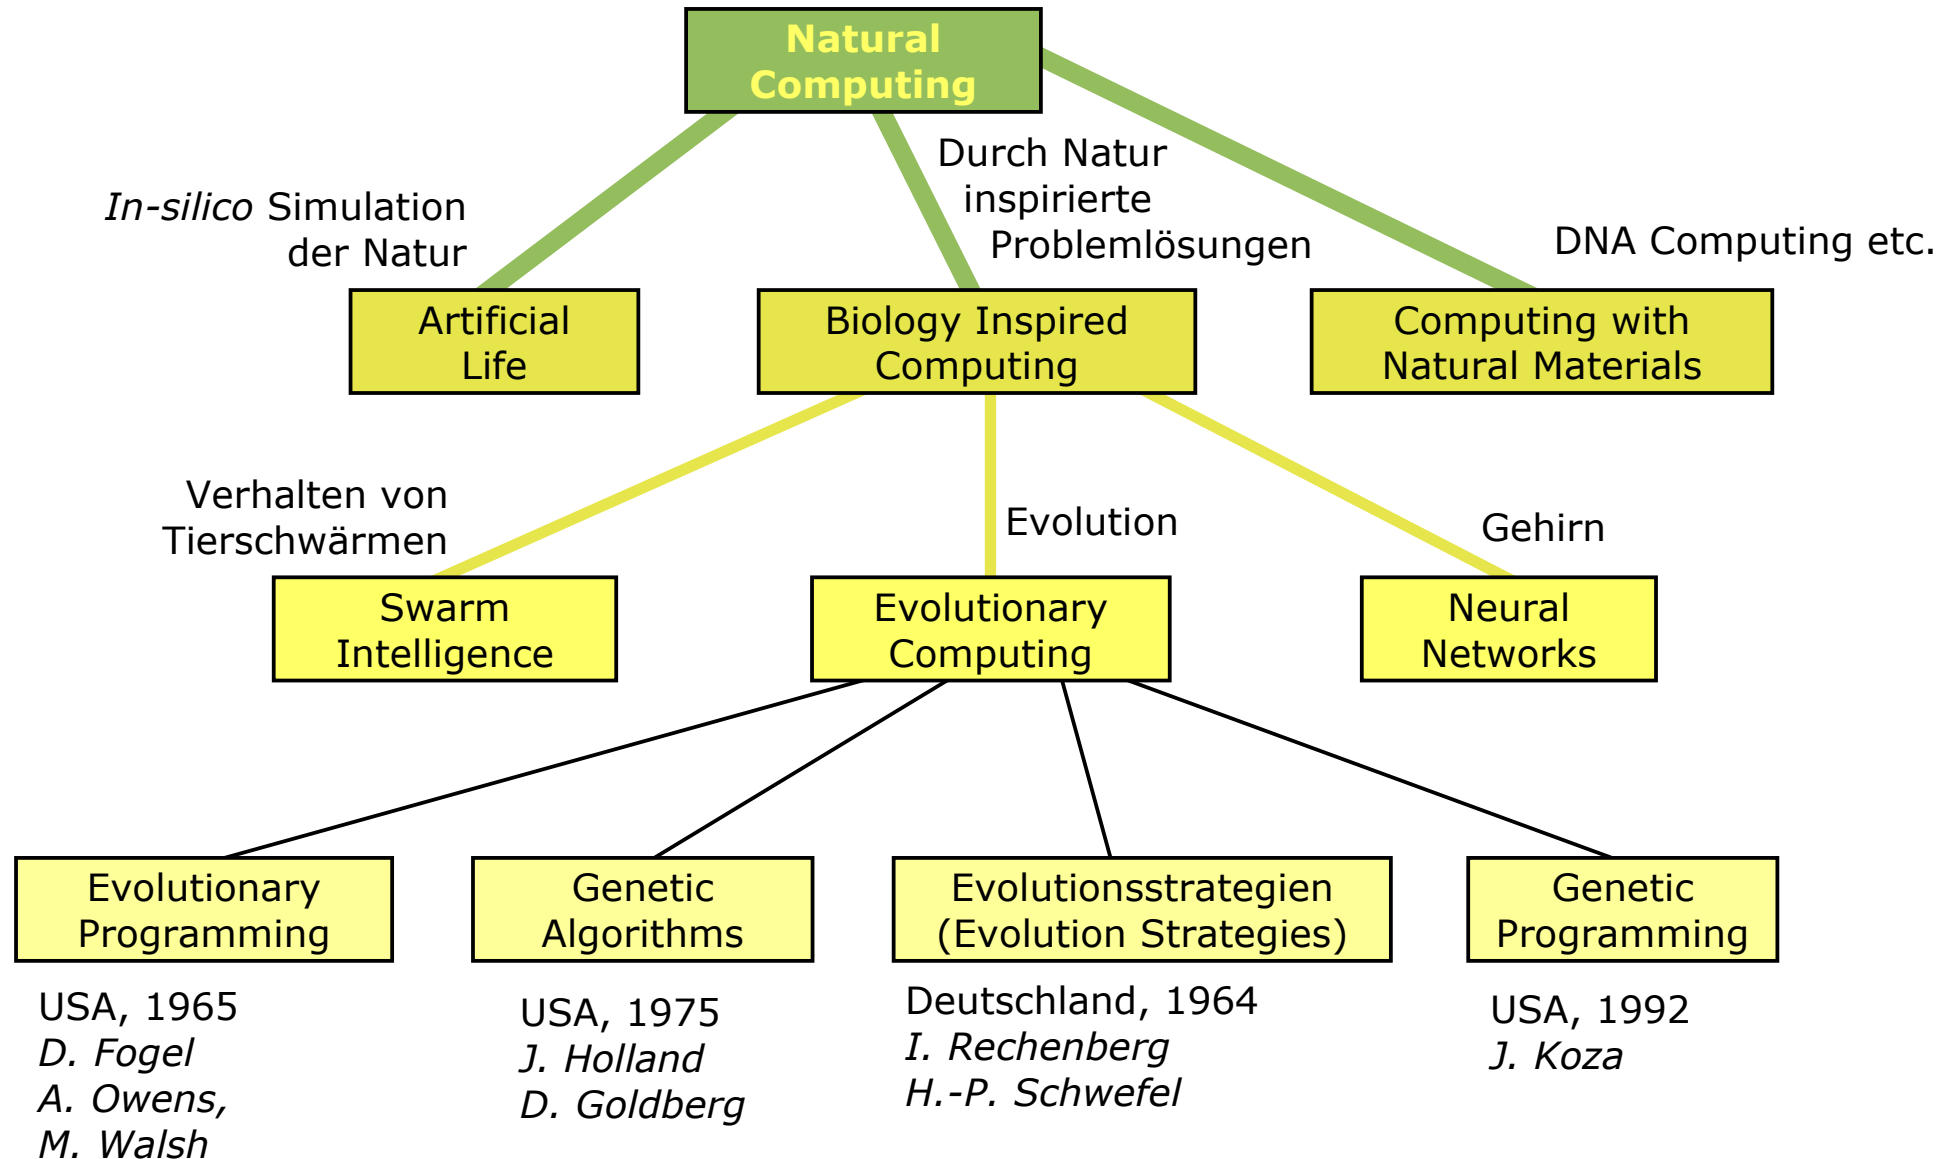 Natural
Computing
Durch Natur
inspirierte
Problemlösungen
In-silico Simulation
der Natur
DNA Computing etc.
Artificial
Life
Biology Inspired
Computing
Computing with
Natural Materials
Verhalten von
Tierschwärmen
Evolution
Gehirn
Swarm
Intelligence
Evolutionary
Computing
Neural
Networks
Evolutionary
Programming
Genetic
Algorithms
Evolutionsstrategien
(Evolution Strategies)
Genetic
Programming
USA, 1965
D. Fogel
A. Owens,
M. Walsh
USA, 1975
J. Holland
D. Goldberg
Deutschland, 1964
I. Rechenberg
H.-P. Schwefel
USA, 1992
J. Koza